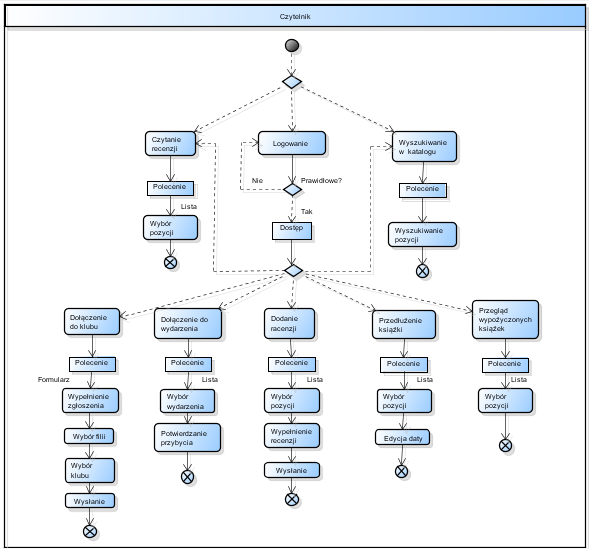 Czytelnik
Czytanie
recenzji
Logowanie
Wyszukiwanie
w katalogu
Nie
Prawidłowe?
Polecenie
Polecenie
Lista
Tak
Wybór
pozycji
Dostęp
Wyszukiwanie
pozycji
Dołączenie
do klubu
Dołączenie do
wydarzenia
Dodanie
racenzji
Przedłużenie
książki
Przegląd
wypożyczonych
książek
Polecenie
Polecenie
Polecenie
Polecenie
Polecenie
Formularz
Lista
Lista
Lista
Lista
Wypełnienie
zgłoszenia
Wybór
wydarzenia
Wybór
pozycji
Wybór
pozycji
Wybór
pozycji
Wybór filii
Potwierdzanie
przybycia
Wypełnienie
recenzji
Edycja daty
Wybór
klubu
Wysłanie
Wysłanie